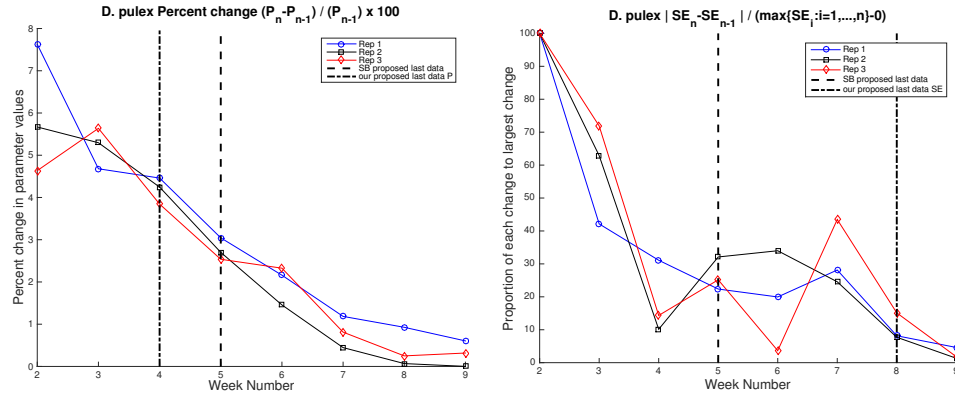 D. pulex Percent change (P_n-P_{n-1}) / (P_{n-1}) x 100
Percent change in parameter values
8
7
6
5
4
3
2
1
0
2 3 4 5 6 7 8 9
Week Number
Rep 1
Rep 2
Rep 3
SB proposed last data
our proposed last data P
D. pulex | SE_n-SE_{n-1} | / (max{SE_i:i=1,...,n}-0)
Proportion of each change to largest change
100
90
80
70
60
50
40
30
20
10
0
2 3 4 5 6 7 8 9
Week Number
Rep 1
Rep 2
Rep 3
SB proposed last data
our proposed last data SE